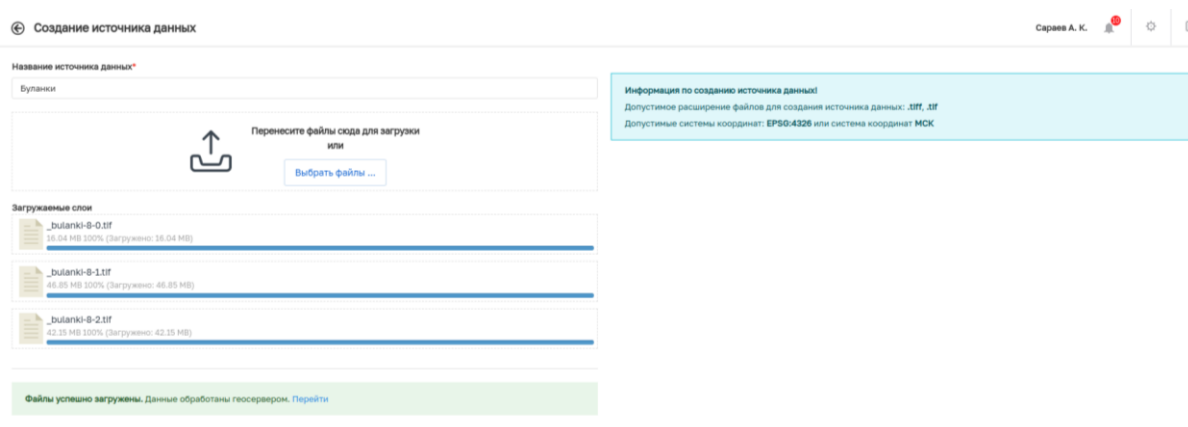 Создание источника данных
Сараев А. К.
10
Название источника данных*
Буланки
Перенесите файлы сюда для загрузки
или
Выбрать файлы ...
Информация по созданию источника данных!
Допустимое расширение файлов для создания источника данных: .tiff, .tif
Допустимые системы координат: EPSG:4326 или система координат МСК
Загружаемые слои
_bulanki-8-0.tif
16.04 MB 100% (Загружено: 16.04 MB)
_bulanki-8-1.tif
46.85 MB 100% (Загружено: 46.85 MB)
_bulanki-8-2.tif
42.15 MB 100% (Загружено: 42.15 MB)
Файлы успешно загружены. Данные обработаны геосервером. Перейти